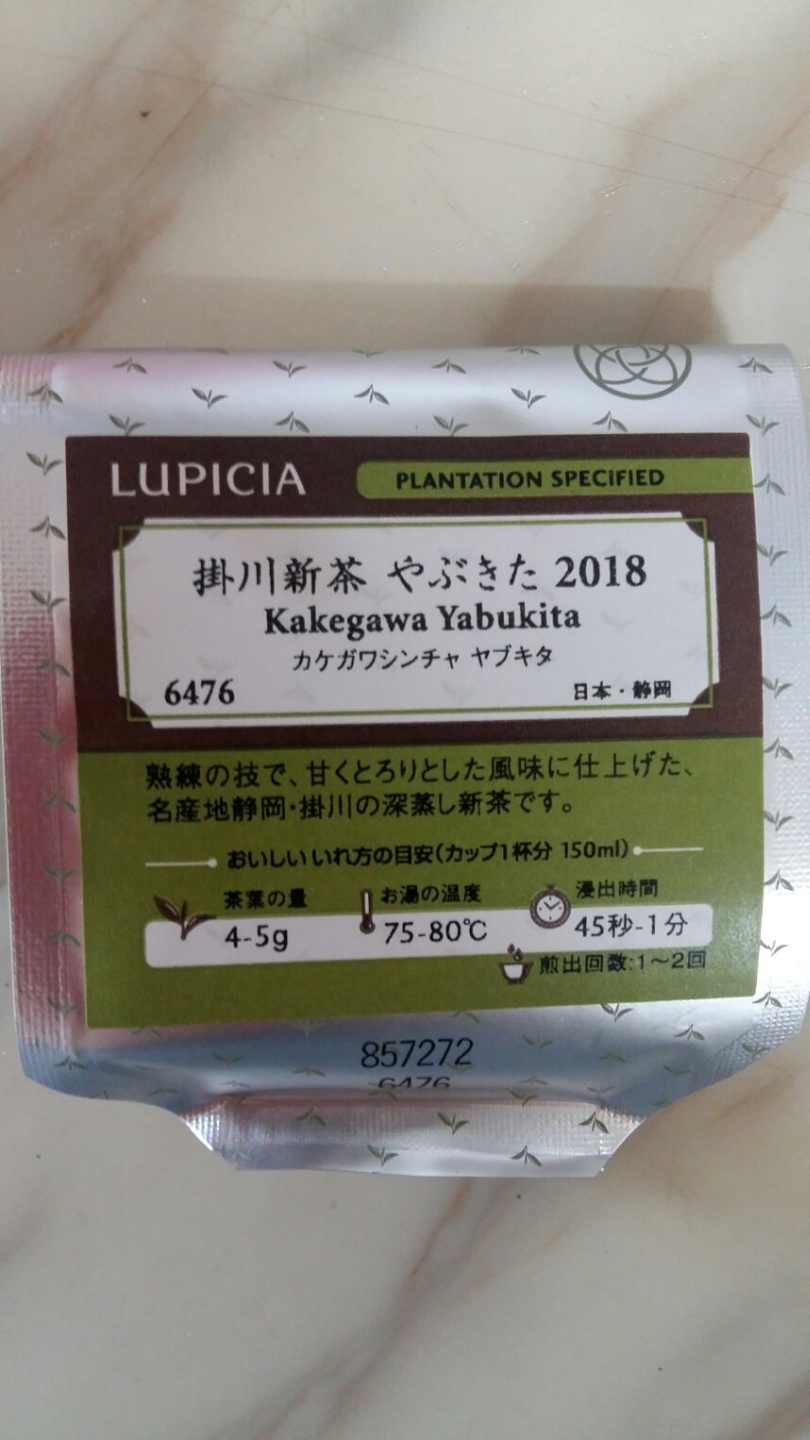 LUPICIA
PLANTATION SPECIFIED
掛川新茶 やぶきた 2018
Kakegawa Yabukita
カケガワシンチャ ヤブキタ
6476
日本・静岡
熟練の技で、甘くとろりとした風味に仕上げた、
名産地静岡・掛川の深蒸し新茶です。
おいしいいれ方の目安(カップ1杯分 150ml)
茶葉の量
4-5g
お湯の温度
75-80℃
浸出時間
45秒-1分
煎出回数:1〜2回
857272
6476